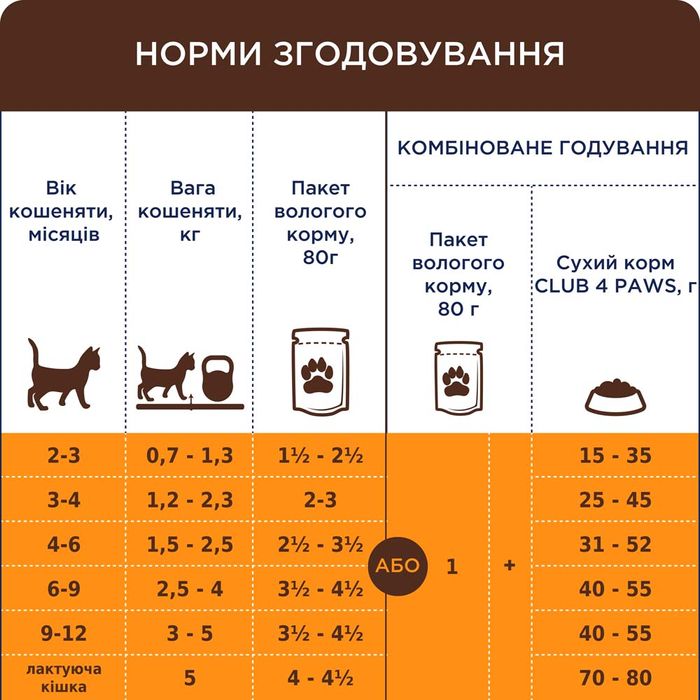 НОРМИ ЗГОДОВУВАННЯ
Вік
кошеняти,
місяців
Вага
кошеняти,
кг
Пакет
вологого
корму,
80г
КОМБІНОВАНЕ ГОДУВАННЯ
Пакет
вологого
корму,
80 г
Сухий корм
CLUB 4 PAWS, г
2-3 0,7 - 1,3 1½ - 2½ 15 - 35
3-4 1,2 - 2,3 2-3 25 - 45
4-6 1,5 - 2,5 2½ - 3½ 31 - 52
АБО 1 +
6-9 2,5 - 4 3½ - 4½ 40 - 55
9-12 3 - 5 3½ - 4½ 40 - 55
лактуюча
кішка 5 4 - 4½ 70 - 80